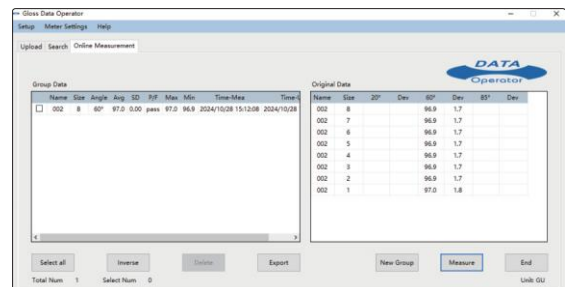 Gloss Data Operator
Setup Meter Settings Help
Upload Search Online Measurement
DATA
Operator
Group Data
Name Size Angle Avg SD P/F Max Min Time-Mea
002 8 60° 97.0 0.00 pass 97.0 96.9 2024/10/28 15:12:08 2024/10/28
Original Data
Name Size 20° Dev 60° Dev 85° Dev
002 8 96.9 1.7
002 7 96.9 1.7
002 6 96.9 1.7
002 5 96.9 1.7
002 4 96.9 1.7
002 3 96.9 1.7
002 2 96.9 1.7
002 1 97.0 1.8
Select all Inverse Delete Export New Group Measure End
Total Num 1 Select Num 0 Unit: GU